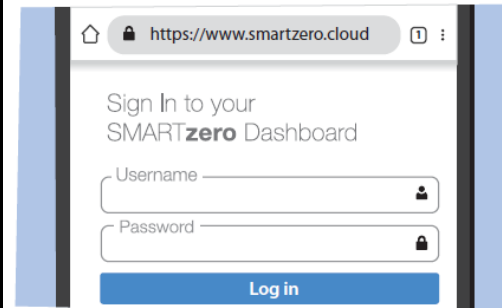 https://www.smartzero.cloud
1
Sign In to your
SMARTzero Dashboard
Username
Password
Log in